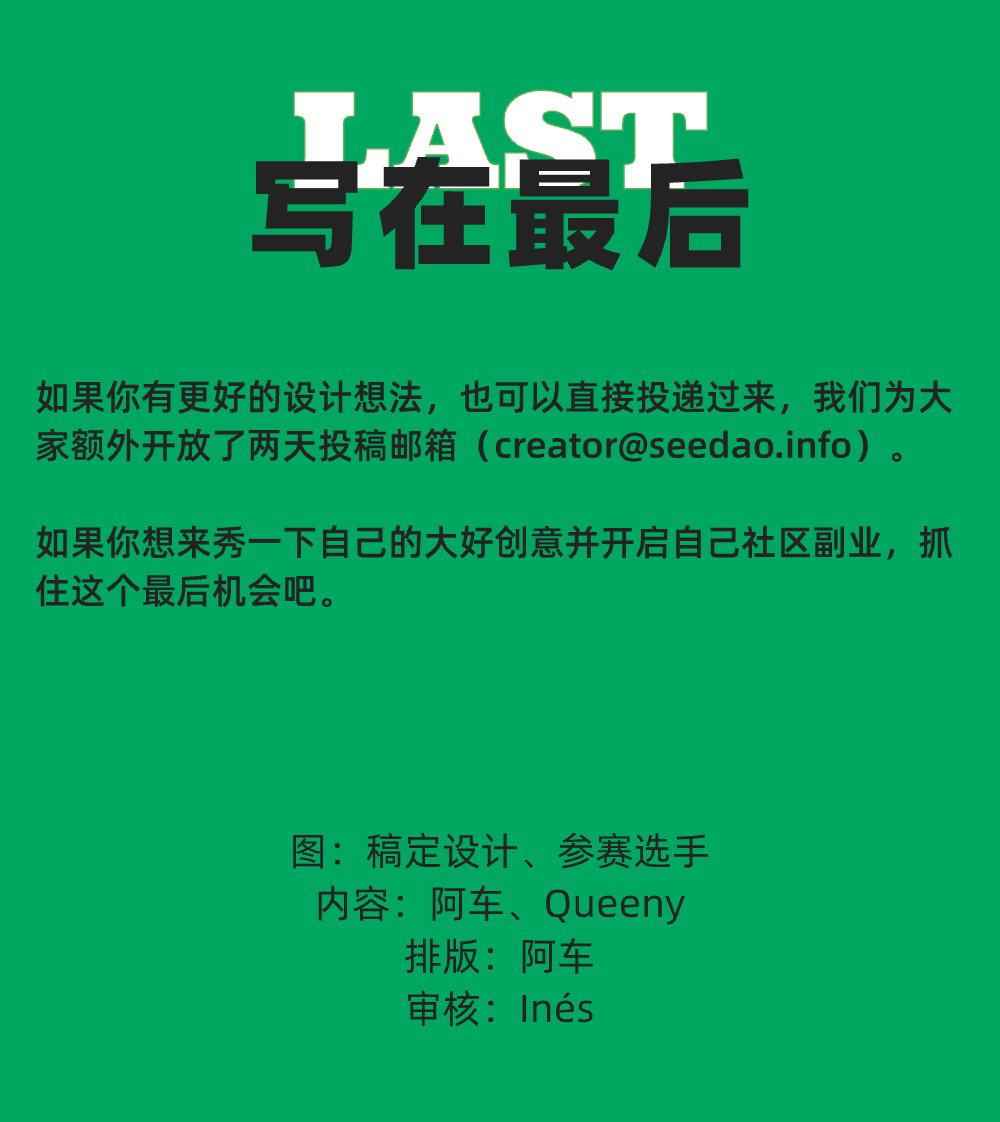 LAST
写在最后
如果你有更好的设计想法，也可以直接投递过来，我们为大
家额外开放了两天投稿邮箱（creator@seedao.info）。
如果你想来秀一下自己的大好创意并开启自己社区副业，抓
住这个最后机会吧。
图：稿定设计、参赛选手
内容：阿车、Queeny
排版：阿车
审核：Inés